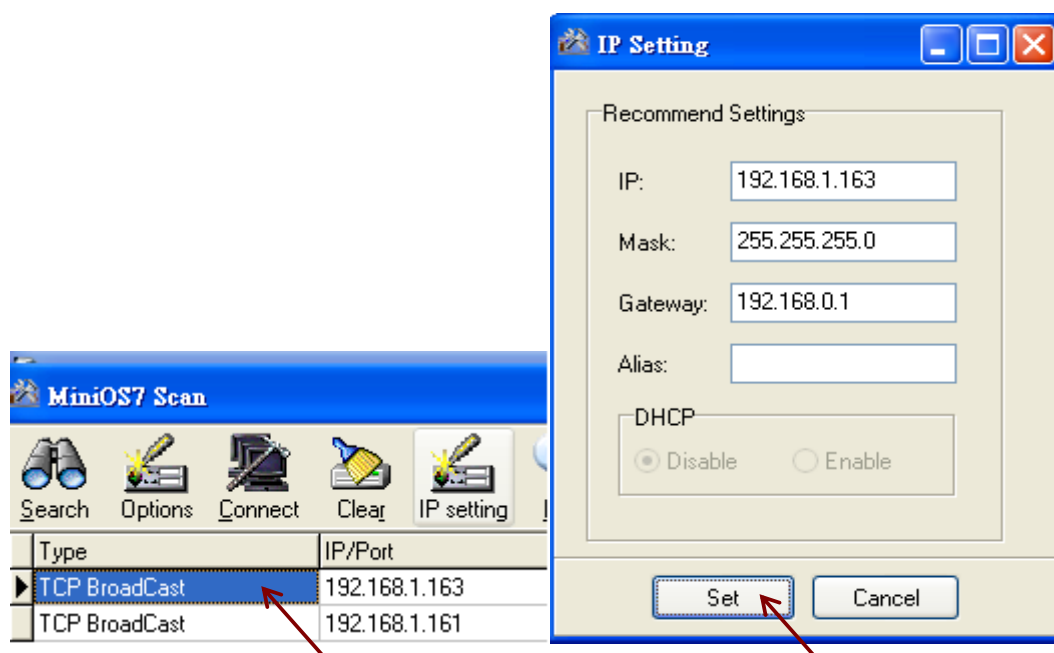 IP Setting
Recommend Settings
IP: 192.168.1.163
Mask: 255.255.255.0
Gateway: 192.168.0.1
Alias:
DHCP
Disable Enable
Set Cancel
MiniOS7 Scan
Search Options Connect Clear IP setting
Type IP/Port
TCP BroadCast 192.168.1.163
TCP BroadCast 192.168.1.161